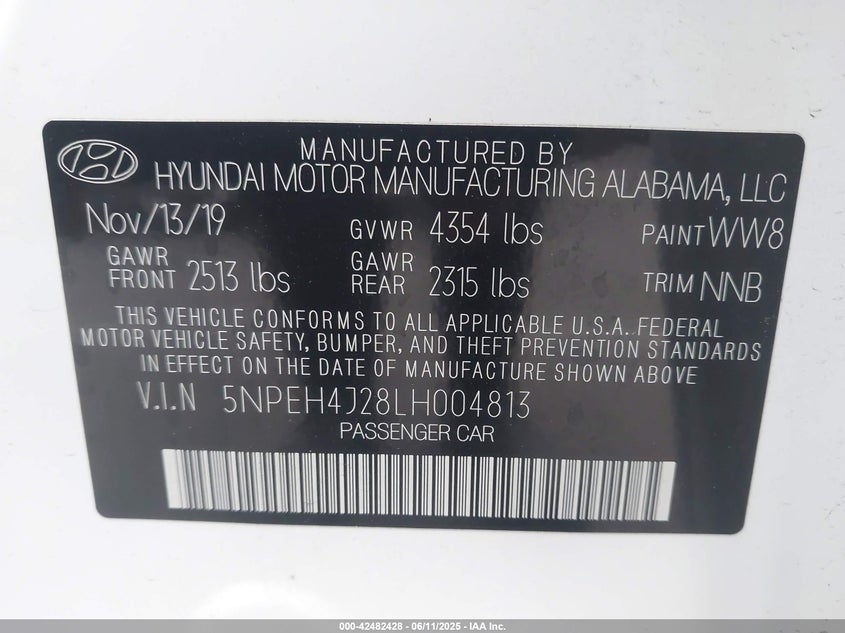 MANUFACTURED BY
HYUNDAI MOTOR MANUFACTURING ALABAMA, LLC
Nov/13/19 GVWR 4354 lbs PAINT WW8
GAWR FRONT 2513 lbs GAWR REAR 2315 lbs TRIM NNB
THIS VEHICLE CONFORMS TO ALL APPLICABLE U.S.A. FEDERAL
MOTOR VEHICLE SAFETY, BUMPER, AND THEFT PREVENTION STANDARDS
IN EFFECT ON THE DATE OF MANUFACTURE SHOWN ABOVE
V.I.N 5NPEH4J28LH004813
PASSENGER CAR
000-42482428 - 06/11/2025 - IAA Inc.